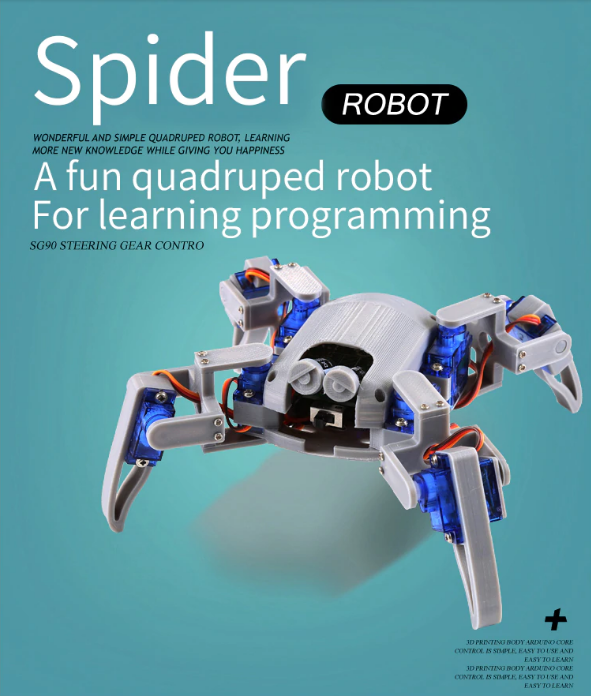 Spider
ROBOT
WONDERFUL AND SIMPLE QUADRUPED ROBOT, LEARNING
MORE NEW KNOWLEDGE WHILE GIVING YOU HAPPINESS
A fun quadruped robot
For learning programming
SG90 STEERING GEAR CONTRO
3D PRINTING BODY ARDUINO CORE
CONTROL IS SIMPLE, EASY TO USE AND
EASY TO LEARN
3D PRINTING BODY ARDUINO CORE
CONTROL IS SIMPLE, EASY TO USE AND
EASY TO LEARN